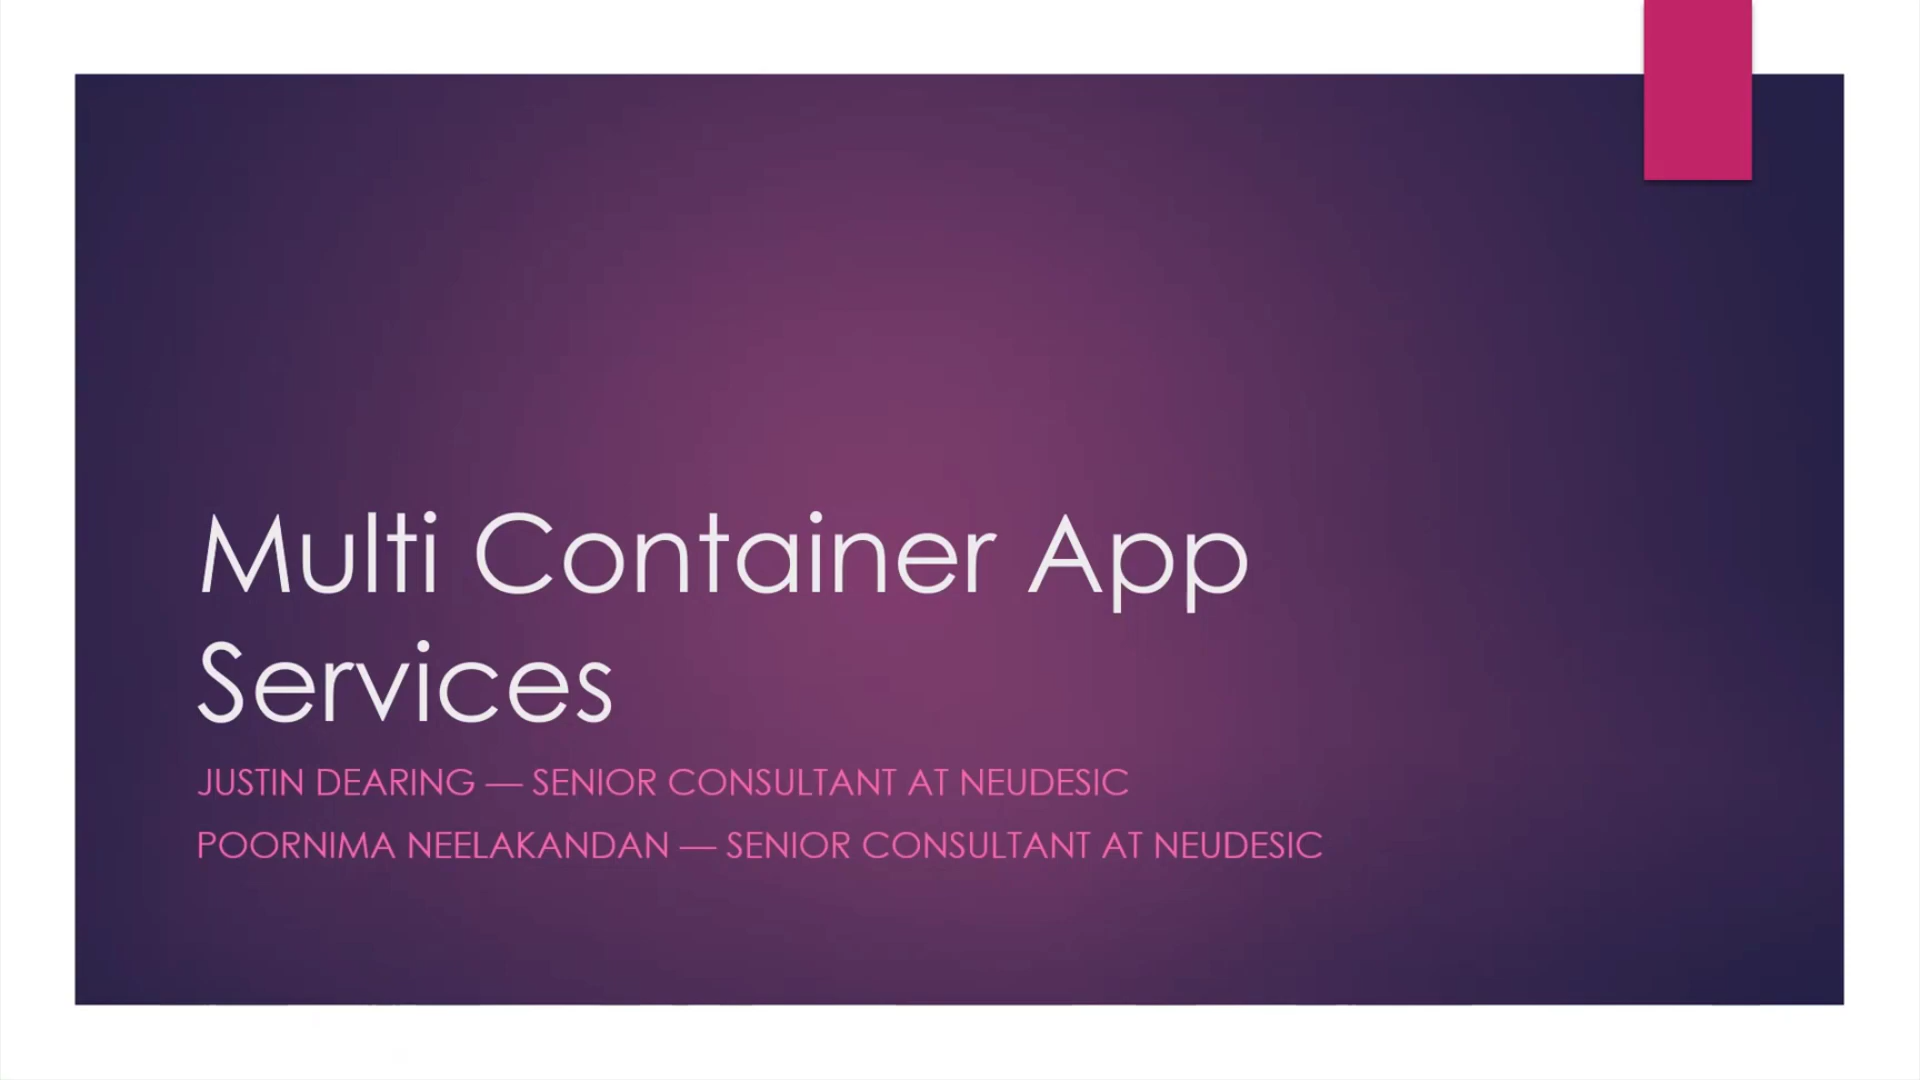 Multi Container App
Services
JUSTIN DEARING — SENIOR CONSULTANT AT NEUDESIC
POORNIMA NEELAKANDAN — SENIOR CONSULTANT AT NEUDESIC